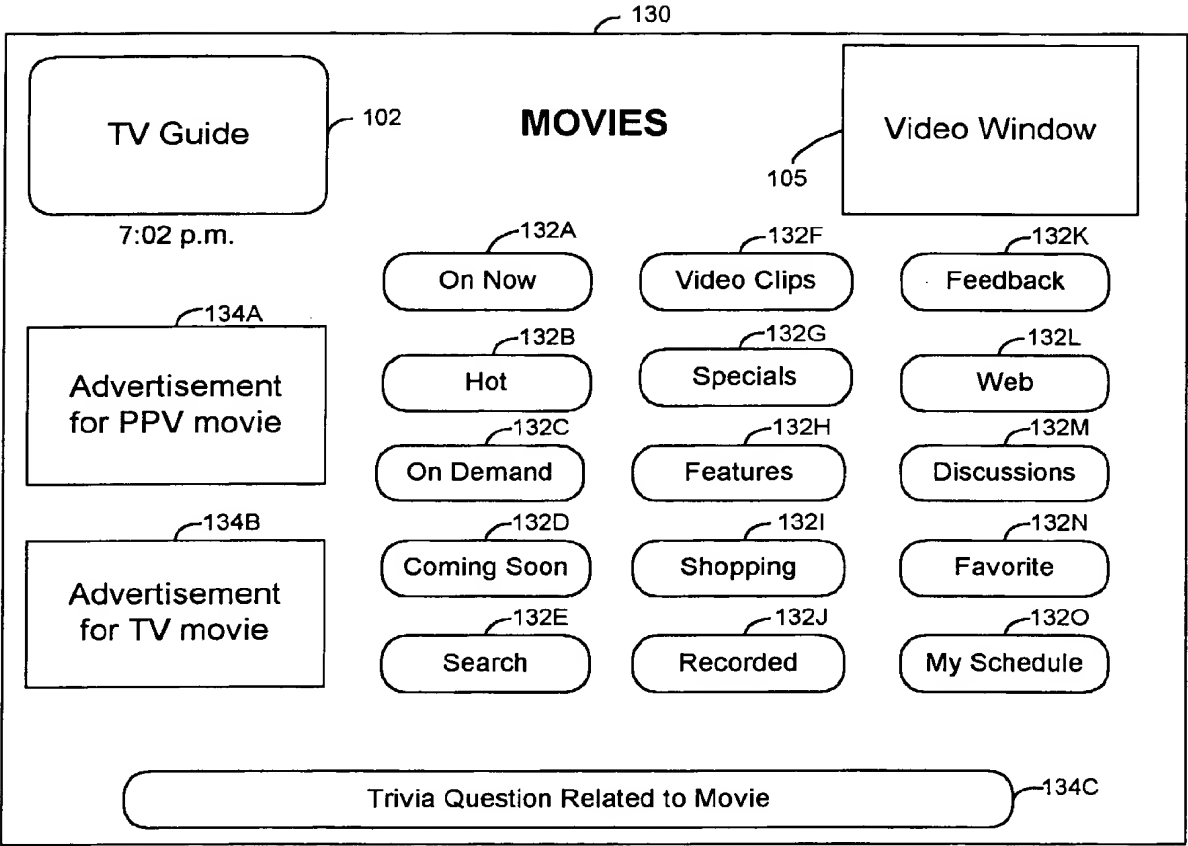 130
TV Guide
102
MOVIES
Video Window
105
7:02 p.m.
132A
132F
132K
On Now
Video Clips
Feedback
134A
132B
132G
132L
Advertisement
for PPV movie
Hot
Specials
Web
132C
132H
132M
On Demand
Features
Discussions
134B
132D
132I
132N
Advertisement
for TV movie
Coming Soon
Shopping
Favorite
132E
132J
132O
Search
Recorded
My Schedule
Trivia Question Related to Movie
134C